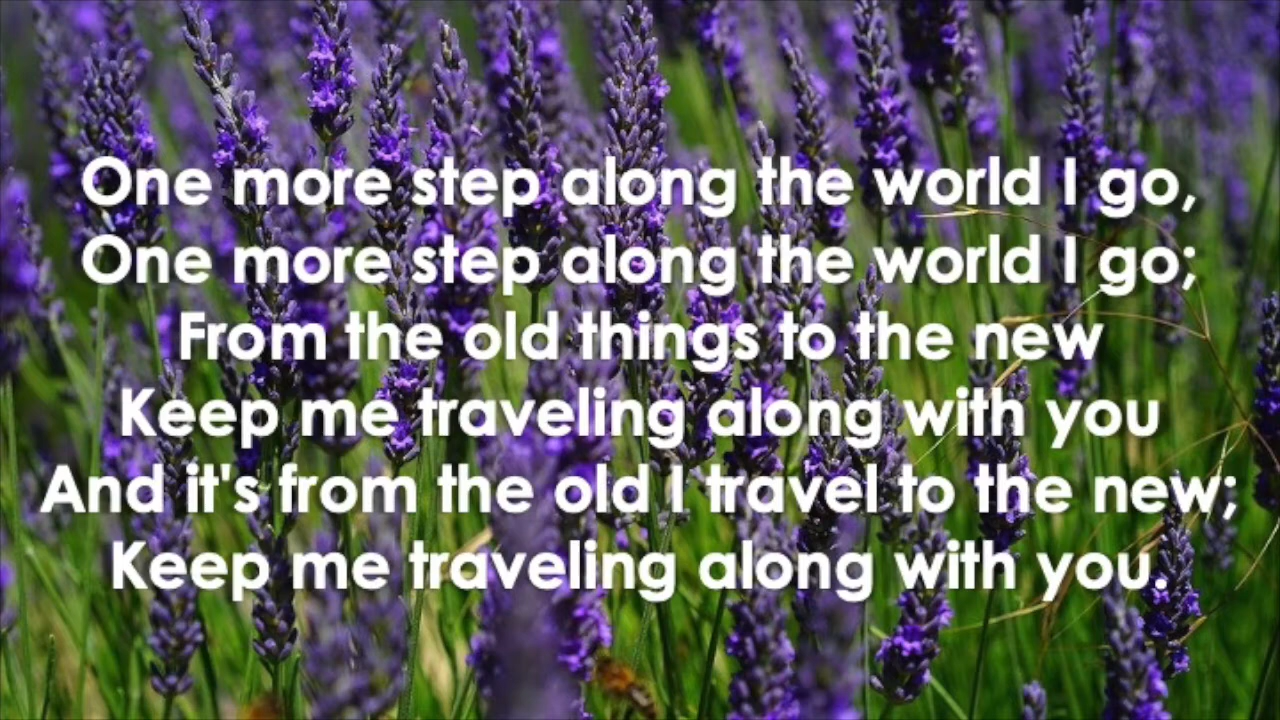 One more step along the world I go,
One more step along the world I go;
From the old things to the new
Keep me traveling along with you
And it's from the old I travel to the new;
Keep me traveling along with you.